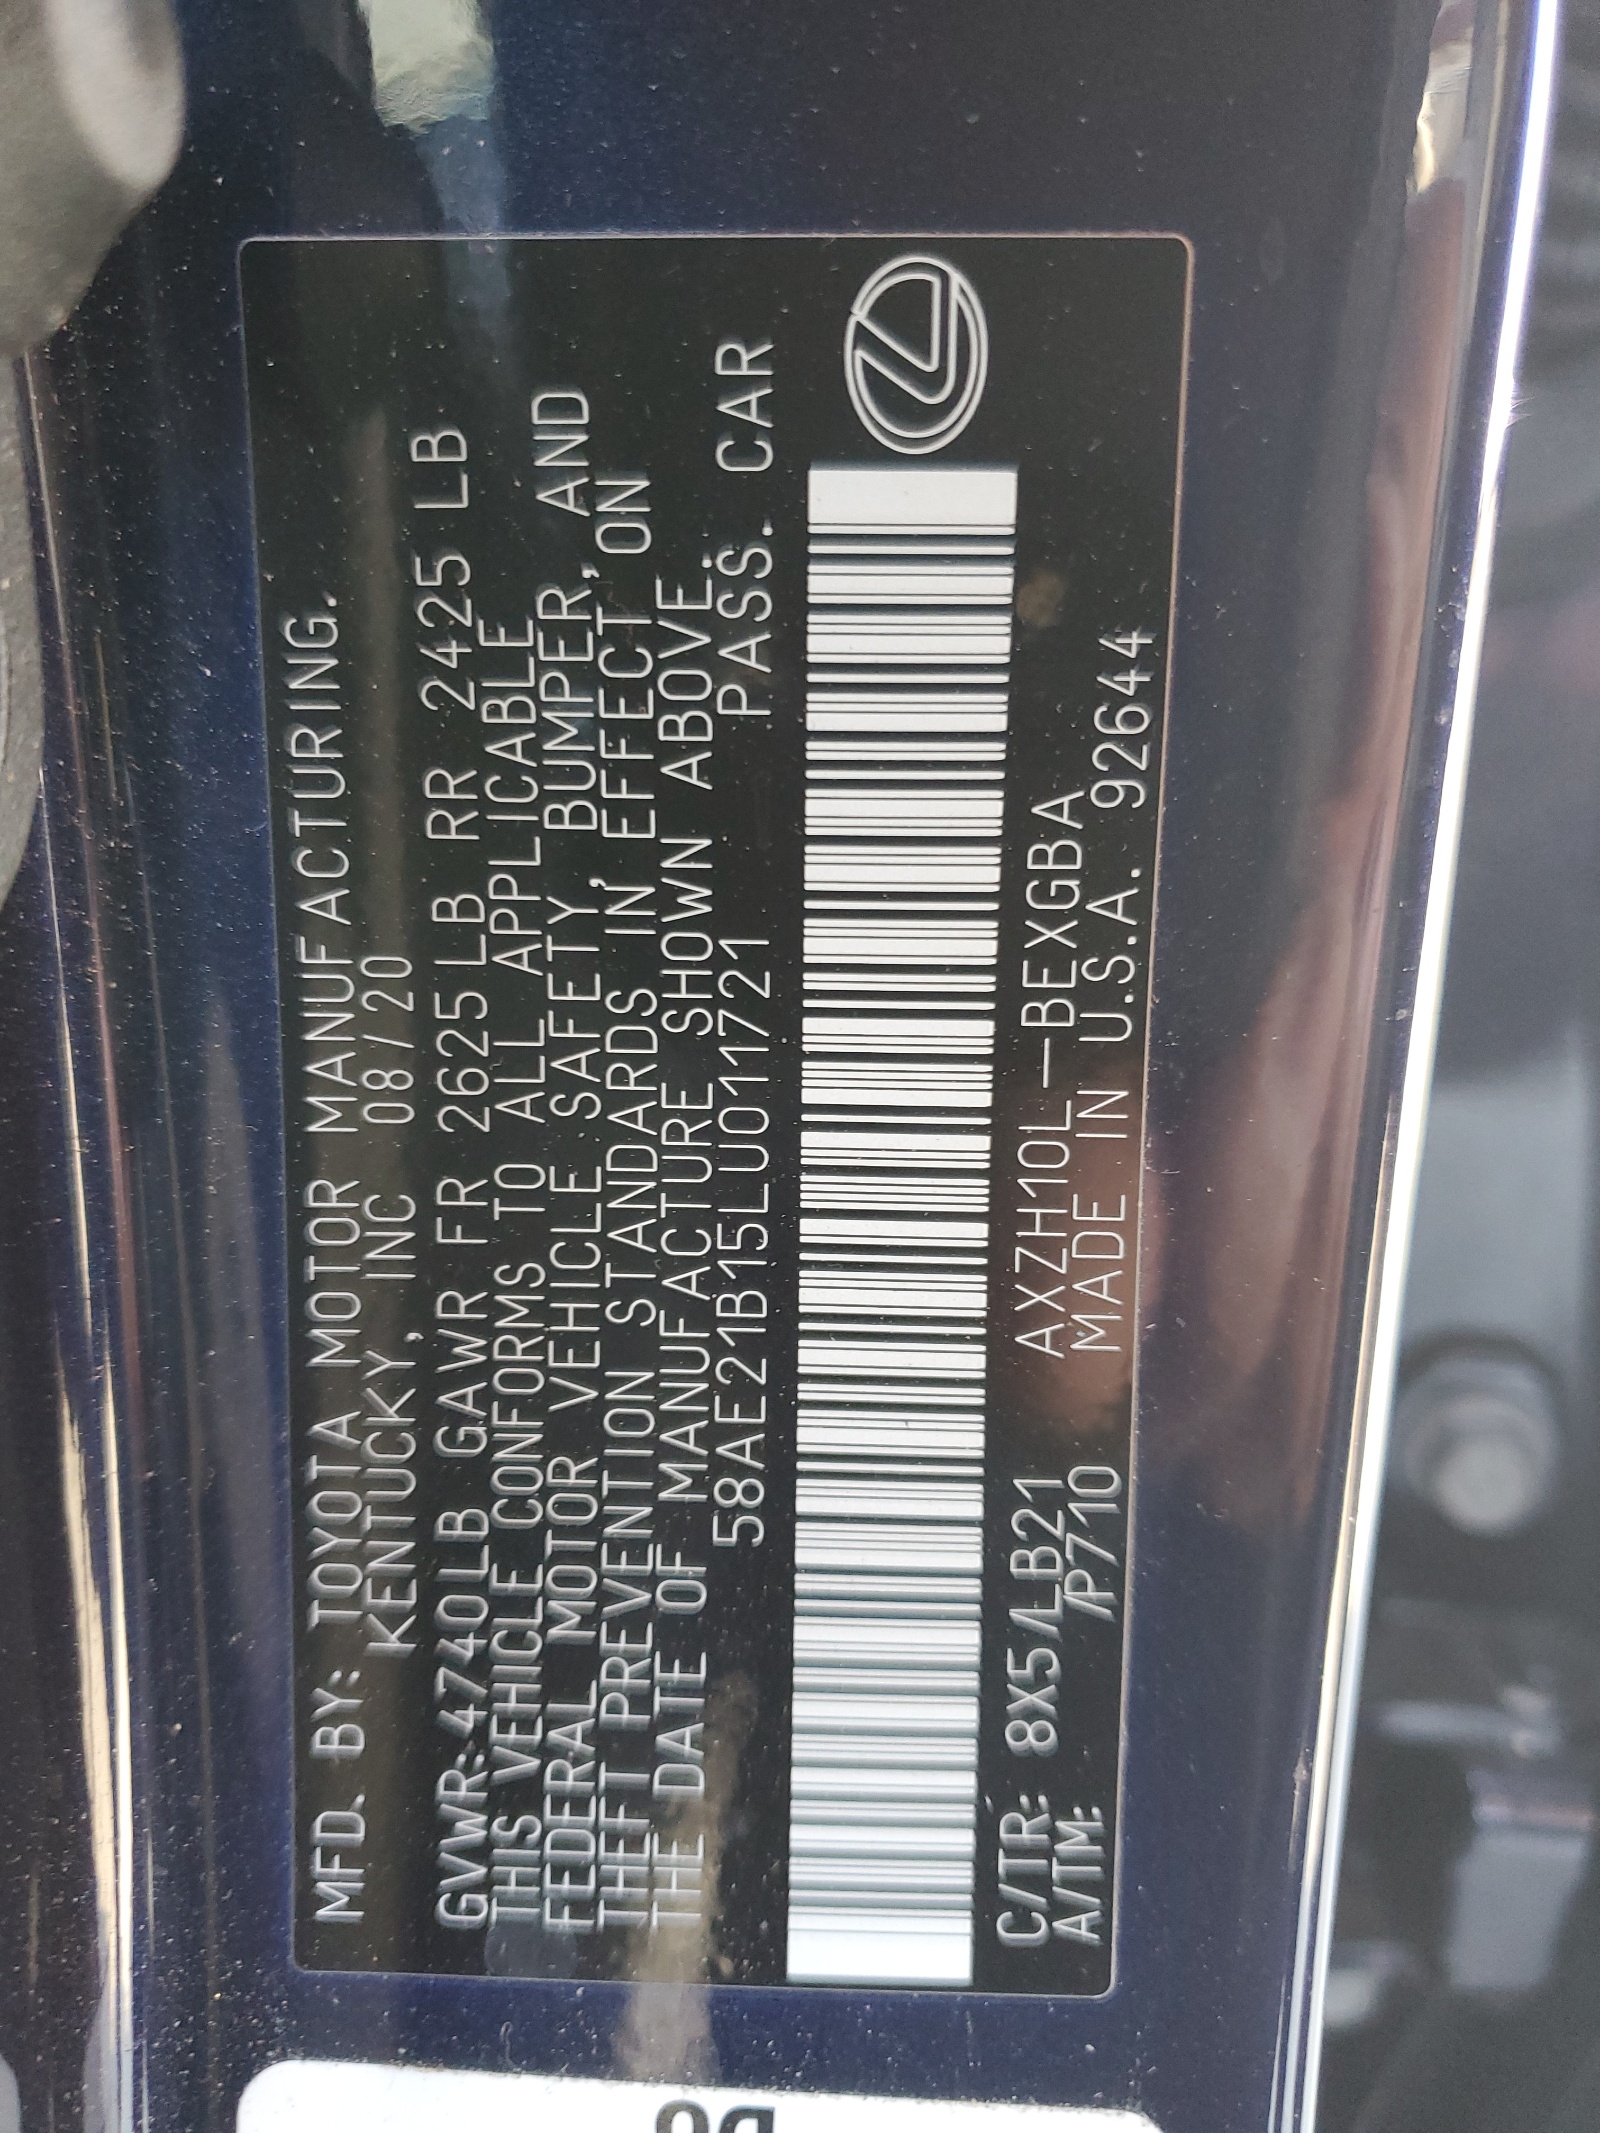 MFD. BY: TOYOTA MOTOR MANUFACTURING.
KENTUCKY, INC 08/20
GVWR:4740LB GAWR FR 2625LB RR 2425 LB
THIS VEHICLE CONFORMS TO ALL APPLICABLE
FEDERAL MOTOR VEHICLE SAFETY, BUMPER, AND
THEFT PREVENTION STANDARDS IN EFFECT ON
THE DATE OF MANUFACTURE SHOWN ABOVE.
58AE21B15LU011721 PASS. CAR
C/TR: 8X5/LB21 AXZH10L-BEXGBA
A/TM: /P710 MADE IN U.S.A. 92644